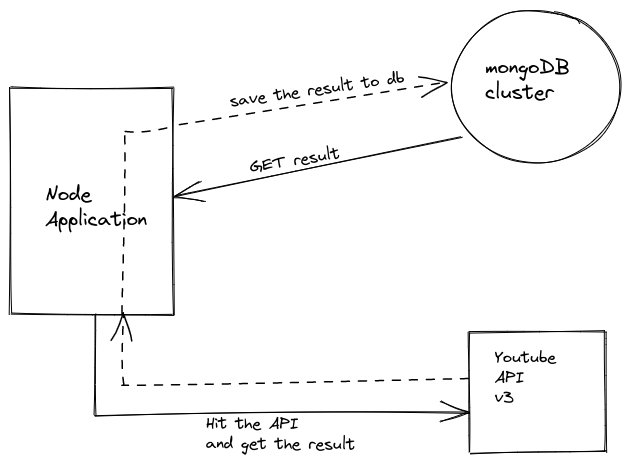 mongoDB
cluster
save the result to db
GET result
Node
Application
Youtube
API
v3
Hit the API
and get the result